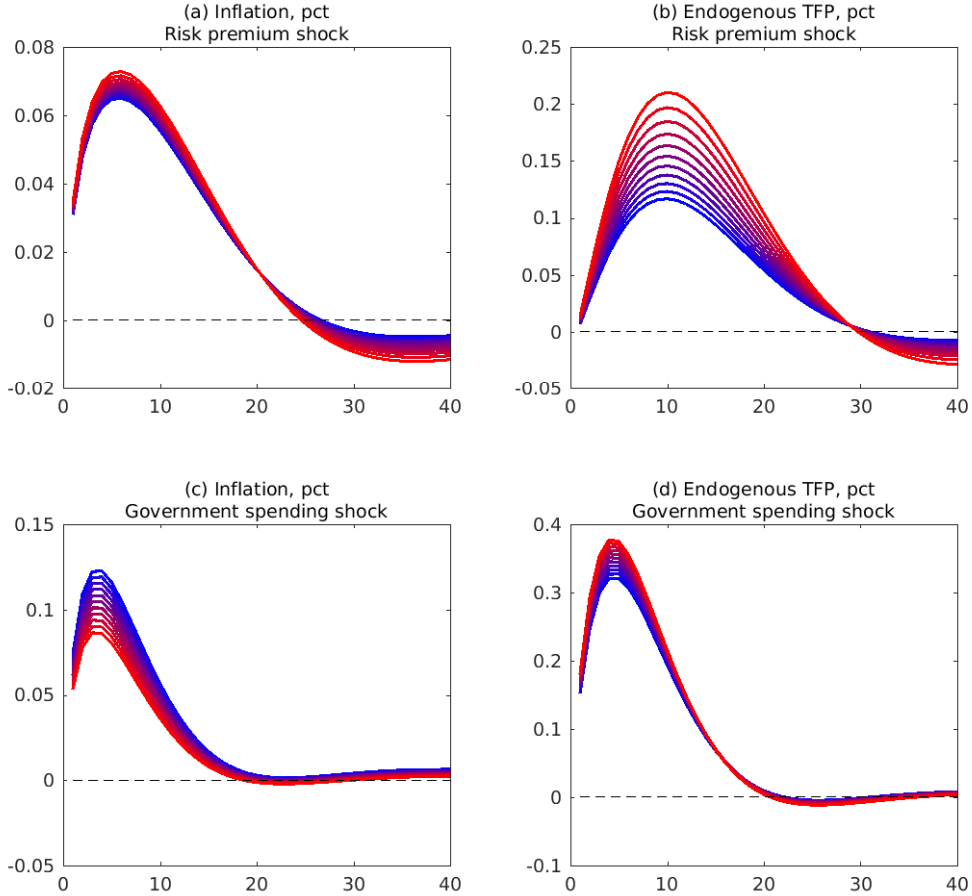 (a) Inflation, pct
Risk premium shock
0.08
0.06
0.04
0.02
0
-0.02
0 10 20 30 40
(b) Endogenous TFP, pct
Risk premium shock
0.25
0.2
0.15
0.1
0.05
0
-0.05
0 10 20 30 40
(c) Inflation, pct
Government spending shock
0.15
0.1
0.05
0
-0.05
0 10 20 30 40
(d) Endogenous TFP, pct
Government spending shock
0.4
0.3
0.2
0.1
0
-0.1
0 10 20 30 40